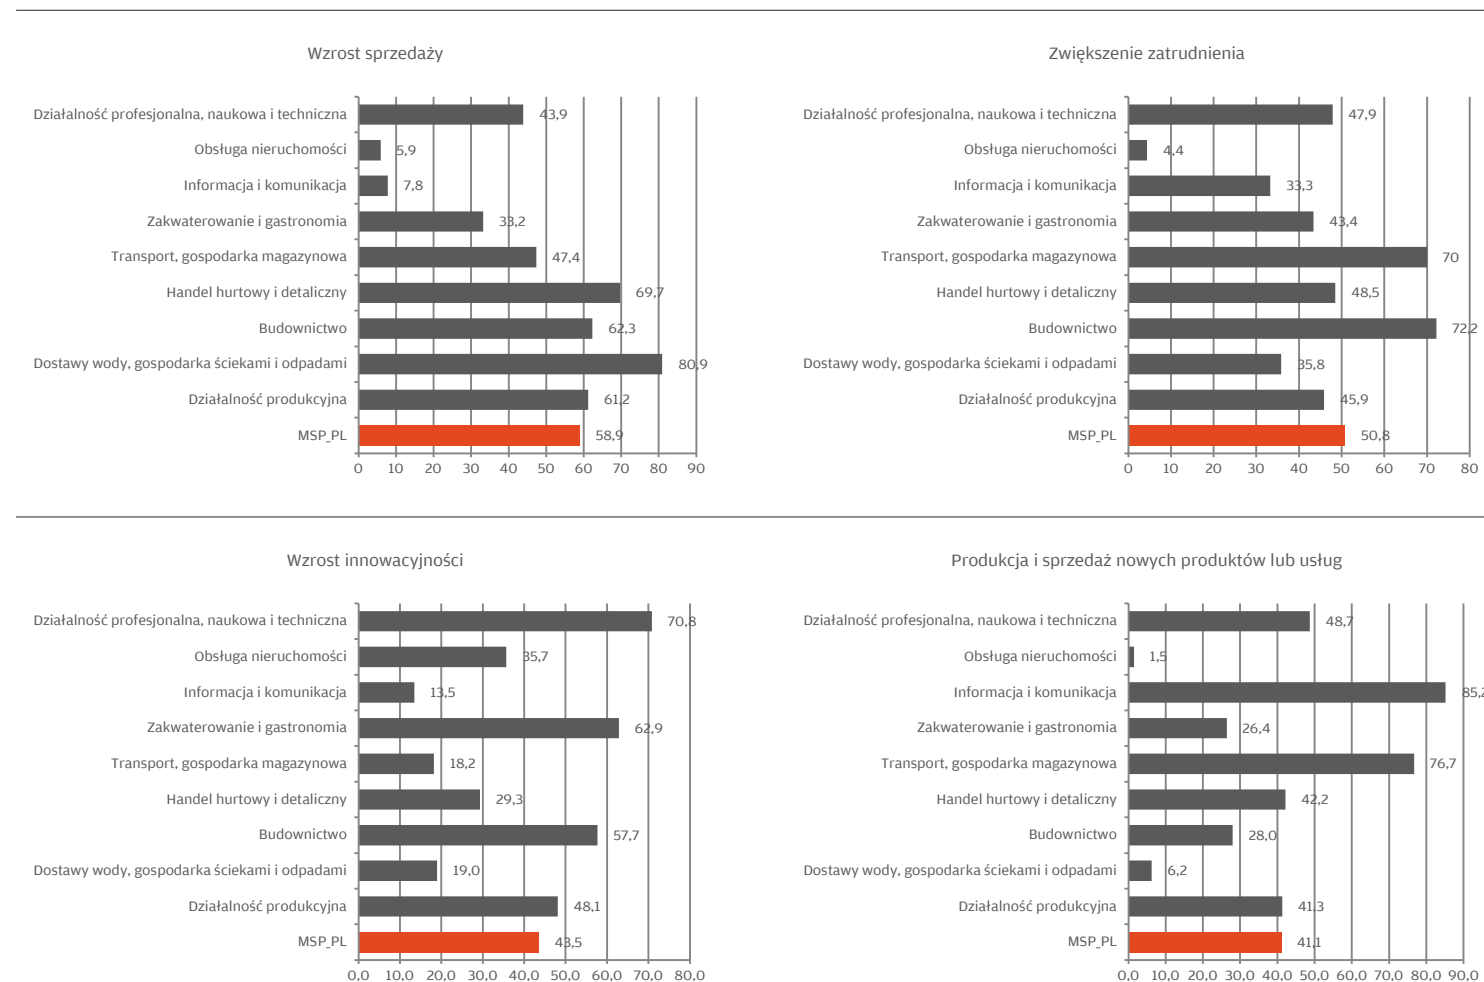 Wzrost sprzedaży
Działalność profesjonalna, naukowa i techniczna 43,9
Obsługa nieruchomości 5,9
Informacja i komunikacja 7,8
Zakwaterowanie i gastronomia 33,2
Transport, gospodarka magazynowa 47,4
Handel hurtowy i detaliczny 69,7
Budownictwo 62,3
Dostawy wody, gospodarka ściekami i odpadami 80,9
Działalność produkcyjna 61,2
MSP_PL 58,9
0 10 20 30 40 50 60 70 80 90
Zwiększenie zatrudnienia
Działalność profesjonalna, naukowa i techniczna 47,9
Obsługa nieruchomości 4,4
Informacja i komunikacja 33,3
Zakwaterowanie i gastronomia 43,4
Transport, gospodarka magazynowa 70
Handel hurtowy i detaliczny 48,5
Budownictwo 72,2
Dostawy wody, gospodarka ściekami i odpadami 35,8
Działalność produkcyjna 45,9
MSP_PL 50,8
0 10 20 30 40 50 60 70 80
Wzrost innowacyjności
Działalność profesjonalna, naukowa i techniczna 70,8
Obsługa nieruchomości 35,7
Informacja i komunikacja 13,5
Zakwaterowanie i gastronomia 62,9
Transport, gospodarka magazynowa 18,2
Handel hurtowy i detaliczny 29,3
Budownictwo 57,7
Dostawy wody, gospodarka ściekami i odpadami 19,0
Działalność produkcyjna 48,1
MSP_PL 43,5
0,0 10,0 20,0 30,0 40,0 50,0 60,0 70,0 80,0
Produkcja i sprzedaż nowych produktów lub usług
Działalność profesjonalna, naukowa i techniczna 48,7
Obsługa nieruchomości 1,5
Informacja i komunikacja 85,2
Zakwaterowanie i gastronomia 26,4
Transport, gospodarka magazynowa 76,7
Handel hurtowy i detaliczny 42,2
Budownictwo 28,0
Dostawy wody, gospodarka ściekami i odpadami 6,2
Działalność produkcyjna 41,3
MSP_PL 41,1
0,0 10,0 20,0 30,0 40,0 50,0 60,0 70,0 80,0 90,0